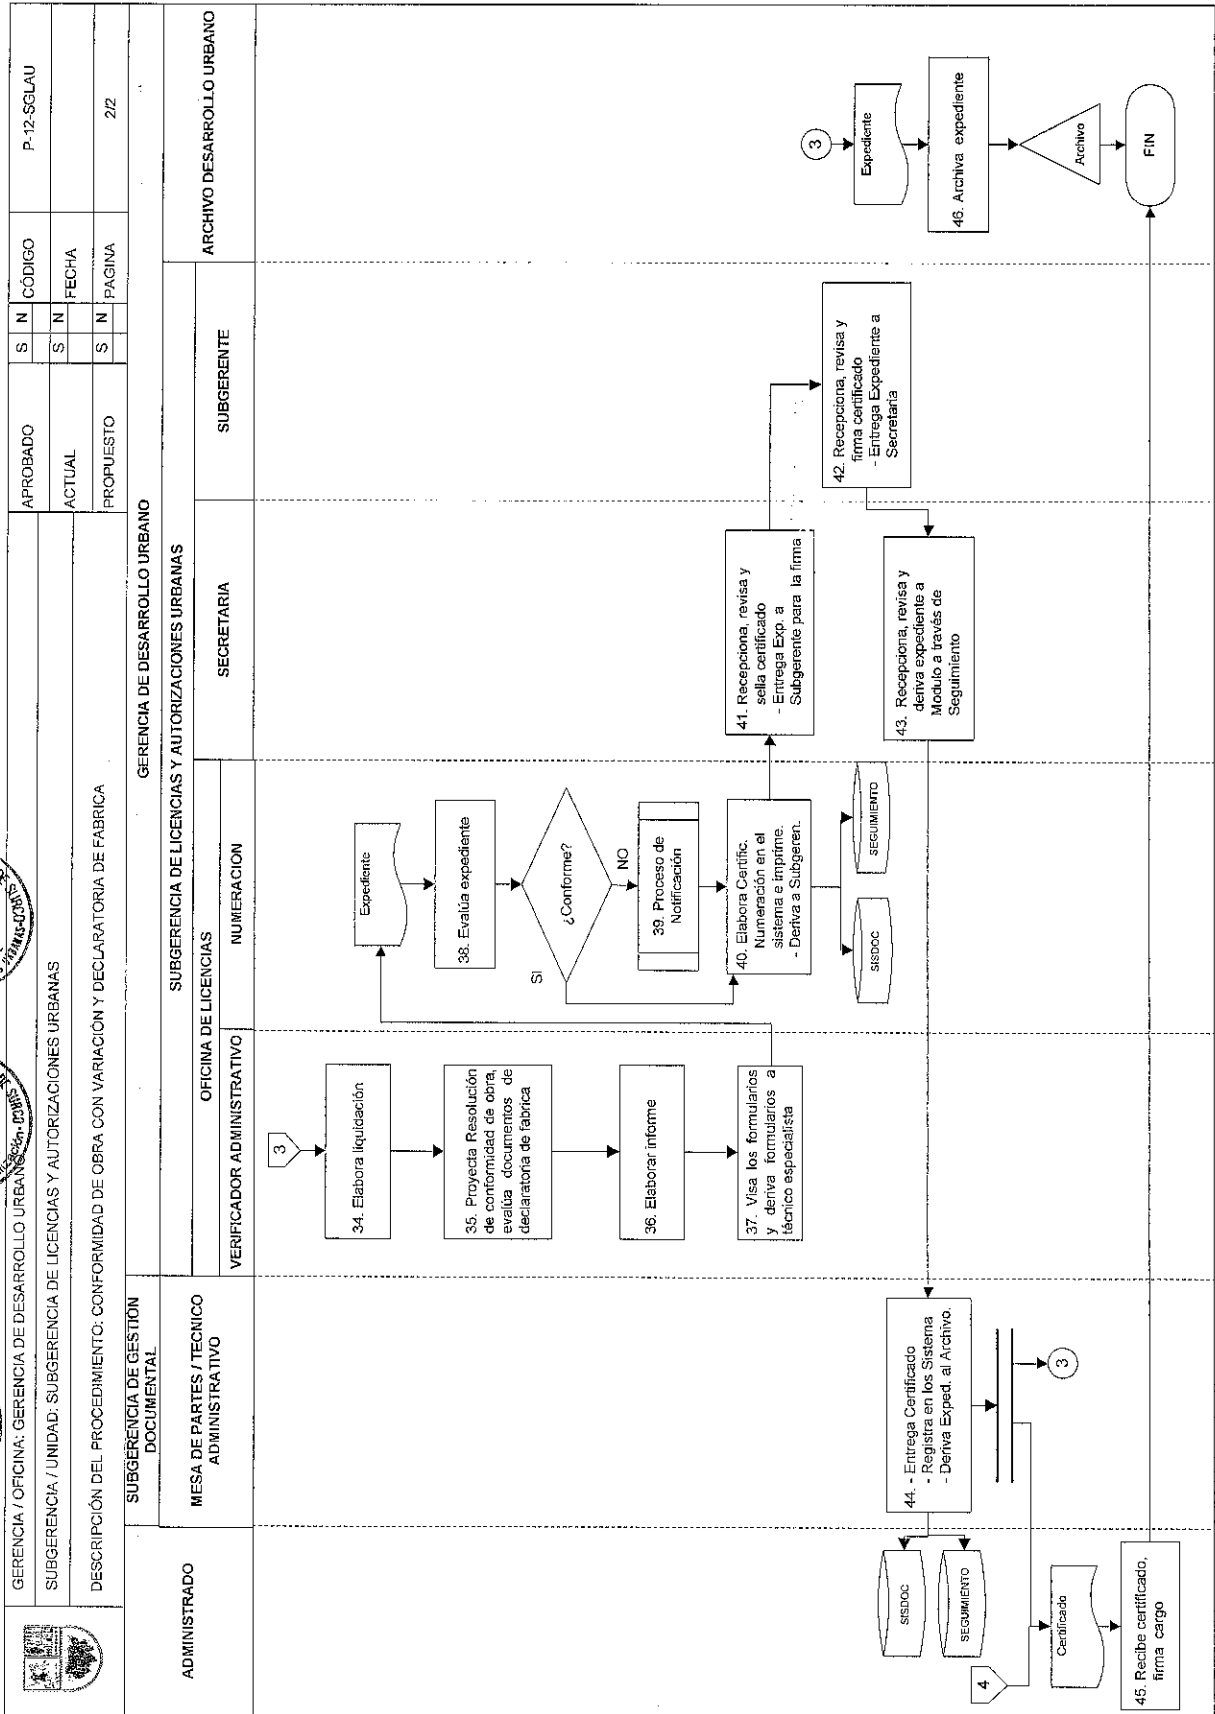 GERENCIA / OFICINA: GERENCIA DE DESARROLLO URBANO
APROBADO
S N
CÓDIGO
P-12-SGLAU
SUBGERENCIA / UNIDAD: SUBGERENCIA DE LICENCIAS Y AUTORIZACIONES URBANAS
ACTUAL
S N
FECHA
DESCRIPCIÓN DEL PROCEDIMIENTO: CONFORMIDAD DE OBRA CON VARIACIÓN Y DECLARATORIA DE FABRICA
PROPUESTO
S N
PAGINA
2/2
ADMINISTRADO
SUBGERENCIA DE GESTIÓN
DOCUMENTAL
MESA DE PARTES / TECNICO
ADMINISTRATIVO
GERENCIA DE DESARROLLO URBANO
SUBGERENCIA DE LICENCIAS Y AUTORIZACIONES URBANAS
OFICINA DE LICENCIAS
VERIFICADOR ADMINISTRATIVO
NUMERACION
SECRETARIA
SUBGERENTE
ARCHIVO DESARROLLO URBANO
3
34. Elabora liquidación
35. Proyecta Resolución
de conformidad de obra,
evalúa documentos de
declaratoria de fabrica
36. Elaborar informe
37. Visa los formularios
y deriva formularios a
técnico especialista
Expediente
38. Evalúa expediente
¿Conforme?
SI
NO
39. Proceso de
Notificación
40. Elabora Certific.
Numeración en el
sistema e imprime.
- Deriva a Subgeren.
SISDOC
SEGUIMIENTO
41. Recepciona, revisa y
sella certificado
- Entrega Exp. a
Subgerente para la firma
42. Recepciona, revisa y
firma certificado
- Entrega Expediente a
Secretaria
43. Recepciona, revisa y
deriva expediente a
Modulo a través de
Seguimiento
44. - Entrega Certificado
- Registra en los Sistema
- Deriva Exped. al Archivo.
SISDOC
SEGUIMIENTO
3
4
Certificado
45. Recibe certificado,
firma cargo
3
Expediente
46. Archiva expediente
Archivo
FIN